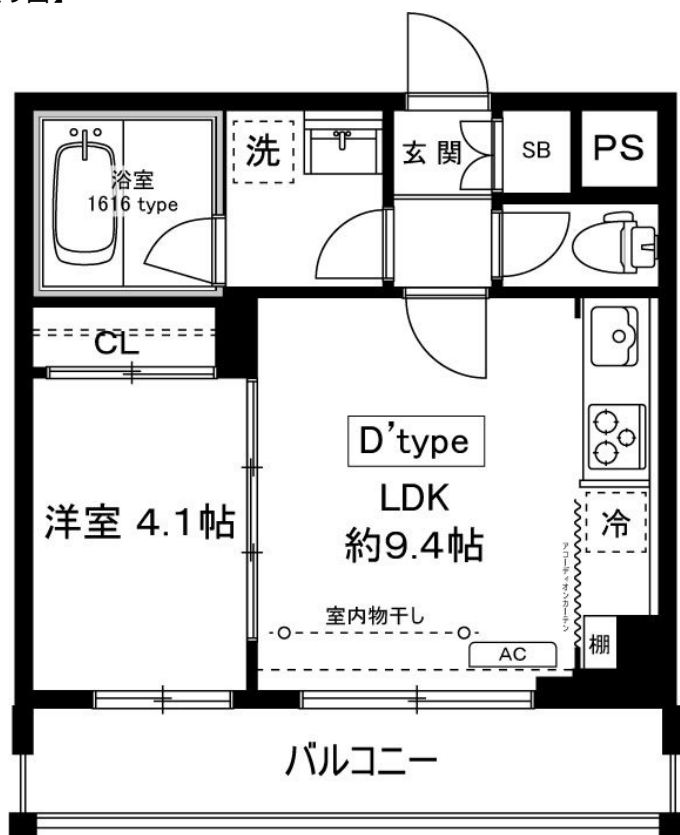 洗
玄関
SB
PS
浴室
1616 type
CL
D'type
LDK
約9.4帖
洋室 4.1帖
冷
アコーディオンカーテン
室内物干し
AC
棚
バルコニー